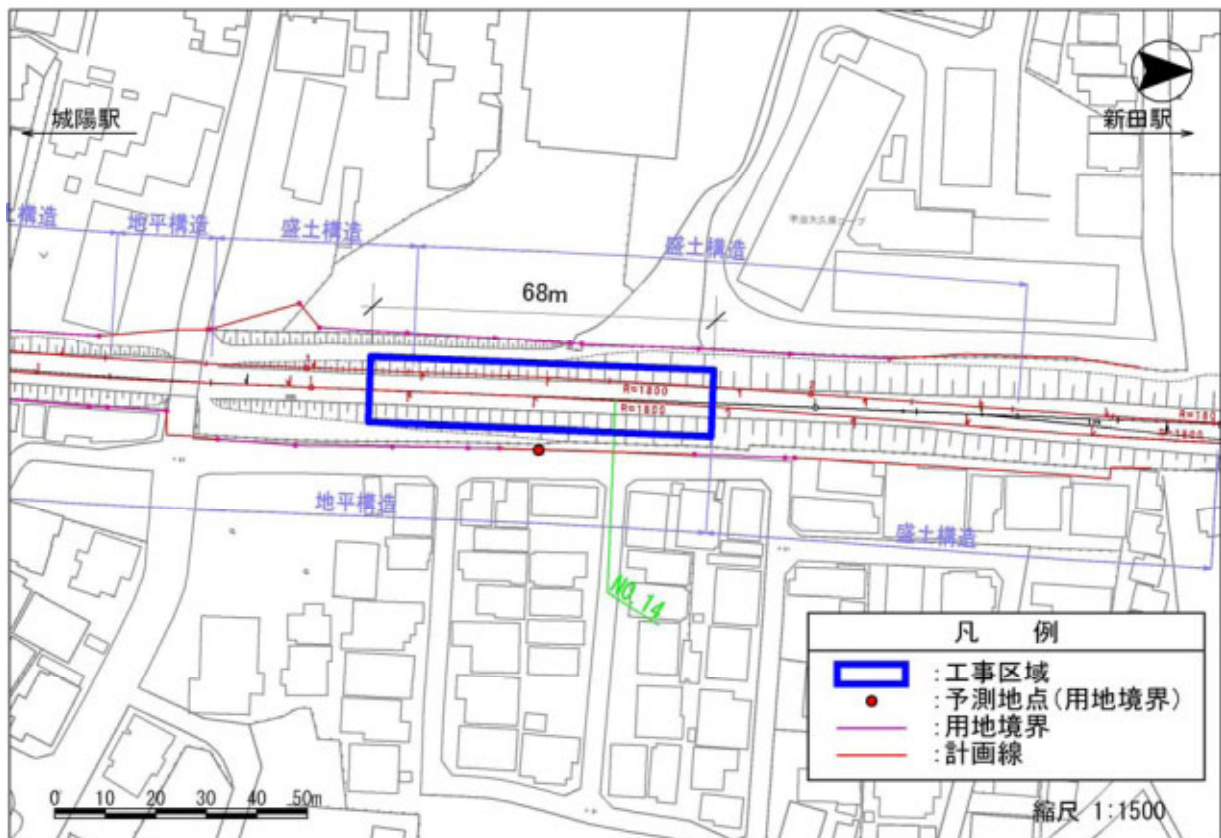 城陽駅
新田駅
土構造
地平構造
盛土構造
盛土構造
68m
R=1800
R=1800
地平構造
盛土構造
NO.14
凡 例
:工事区域
:予測地点(用地境界)
:用地境界
:計画線
0 10 20 30 40 50m
縮尺 1:1500